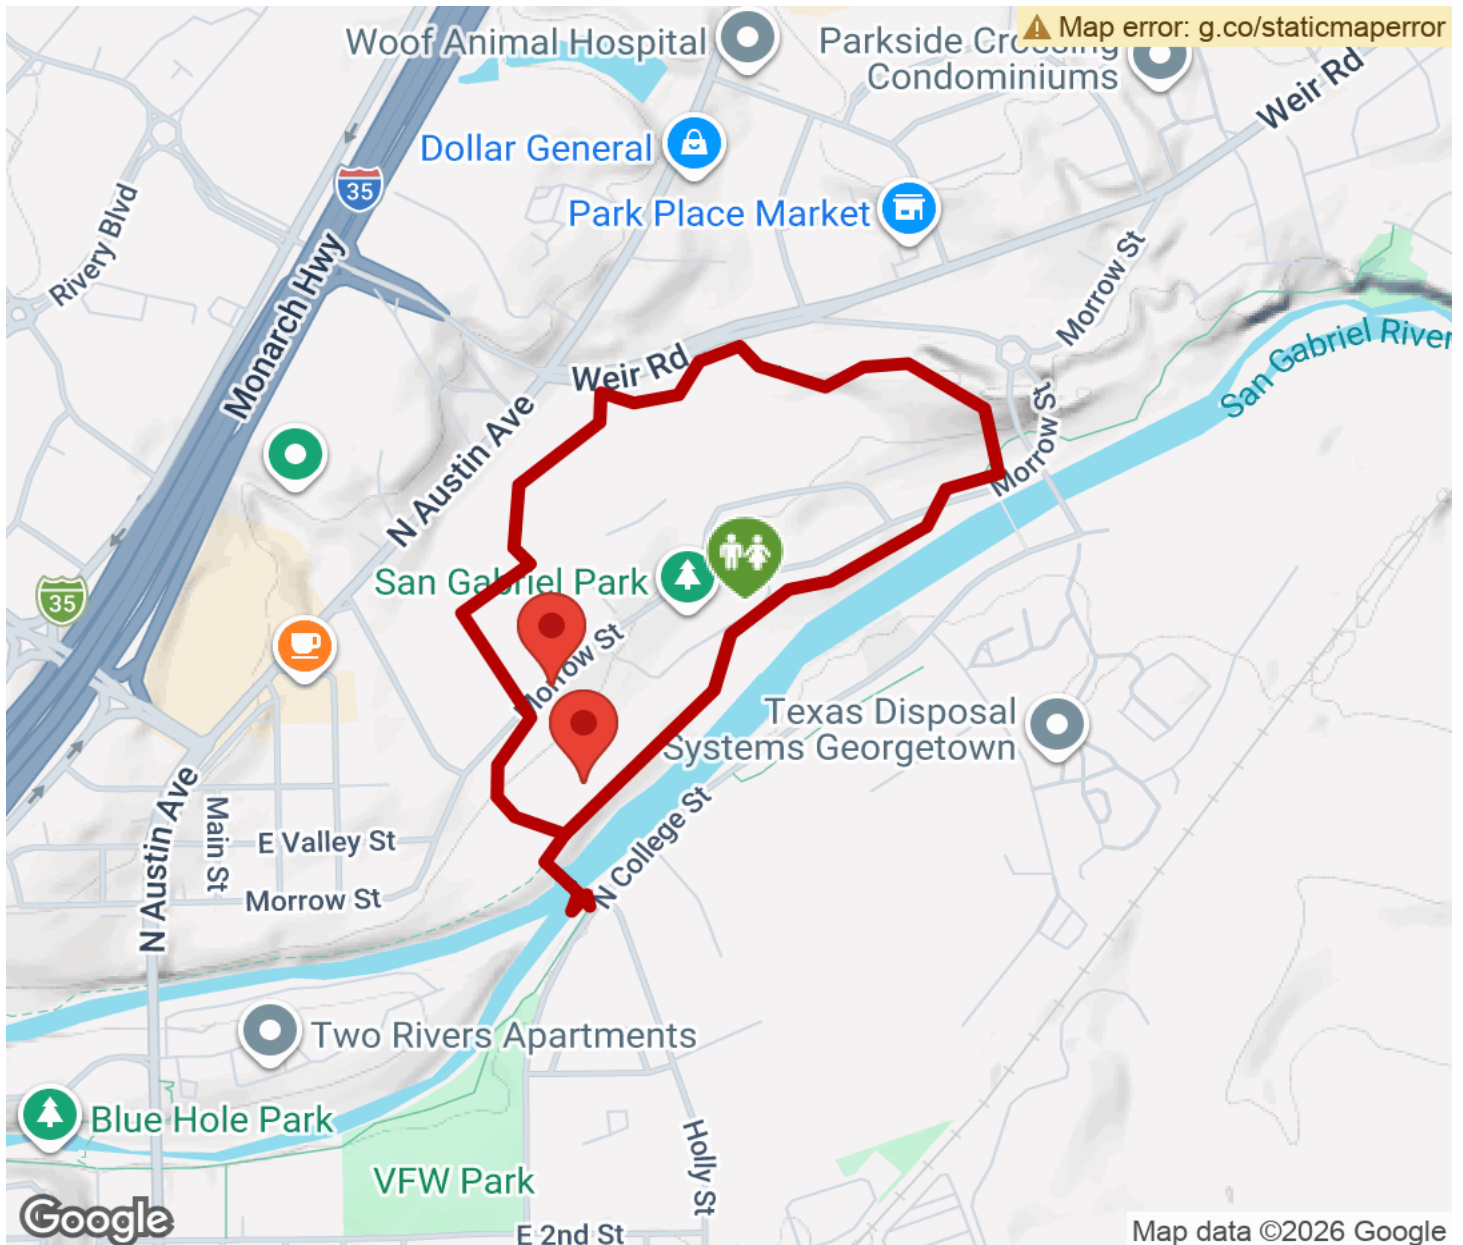 Map error: g.co/staticmaperror
Woof Animal Hospital
Parkside Crossing
Condominiums
Weir Rd
Dollar General
35
Park Place Market
Rivery Blvd
Monarch Hwy
Morrow St
San Gabriel River
Weir Rd
N Austin Ave
Morrow St
San Gabriel Park
35
Morrow St
Texas Disposal
Systems Georgetown
N Austin Ave
Main St
E Valley St
N College St
Morrow St
Two Rivers Apartments
Blue Hole Park
VFW Park
Holly St
E 2nd St
Google
Map data ©2026 Google